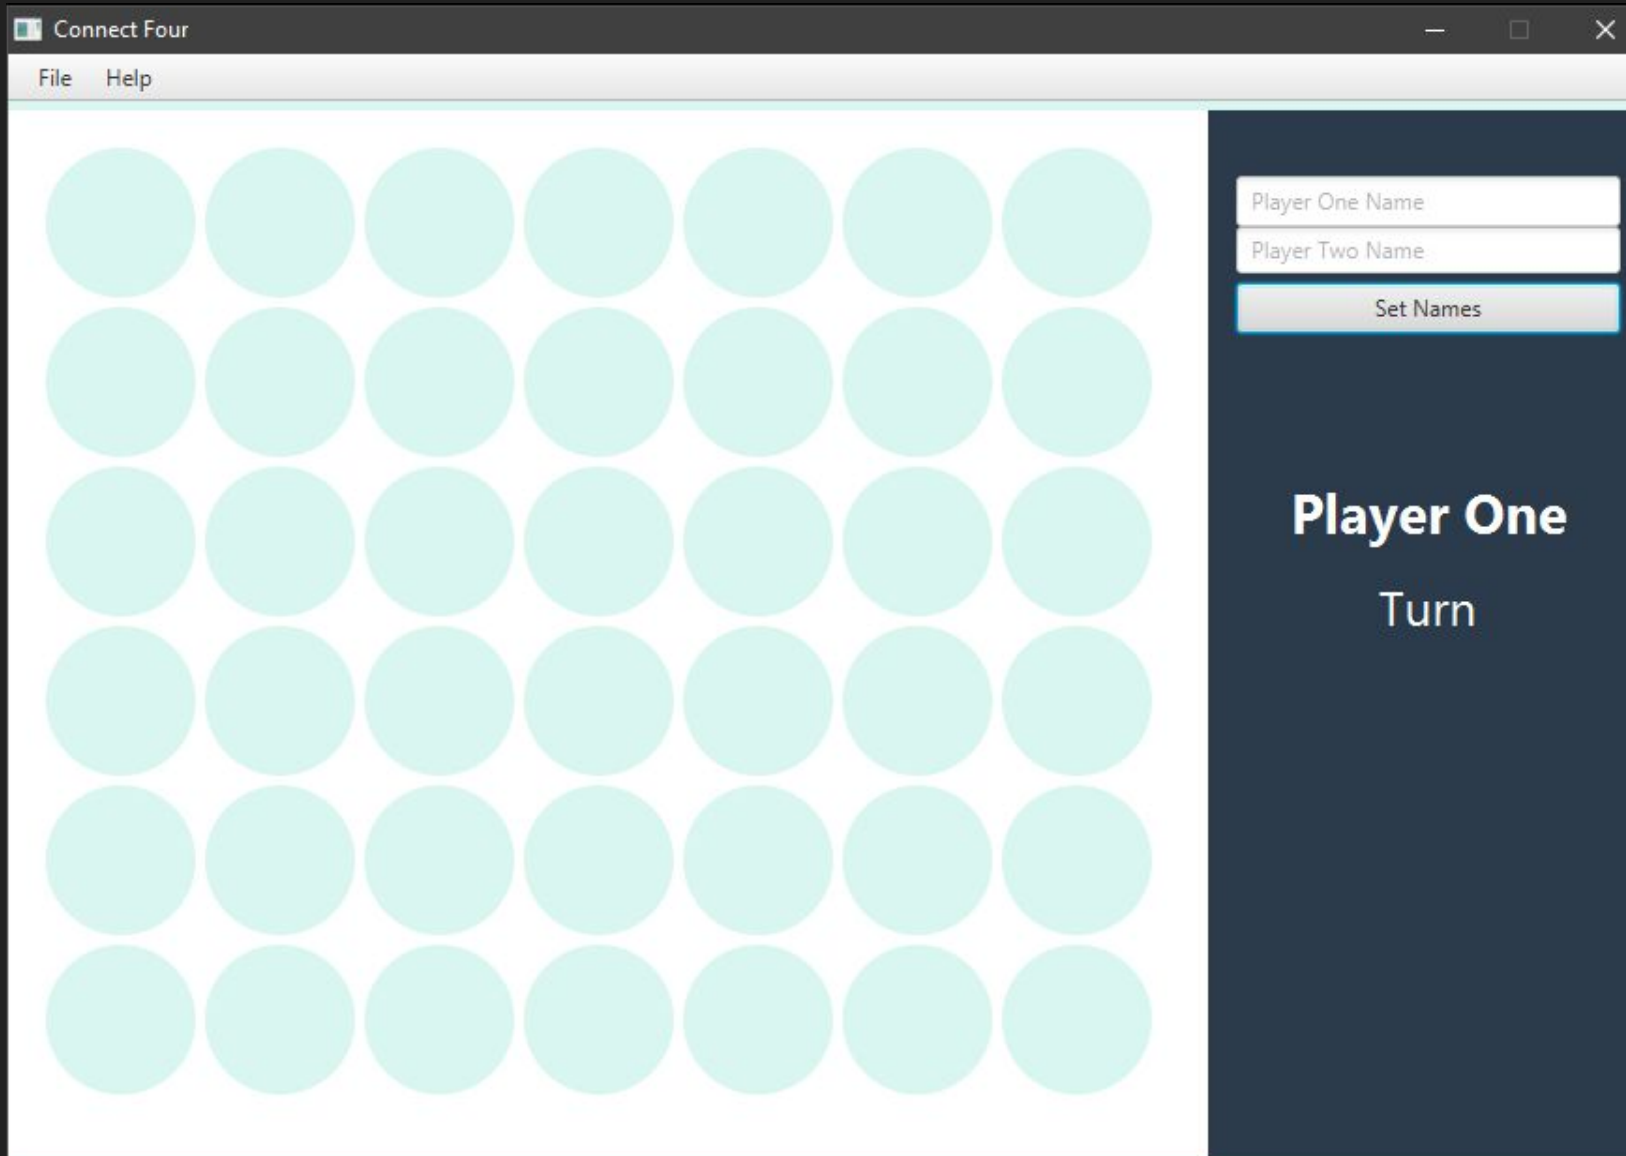 Connect Four
File Help
Player One Name
Player Two Name
Set Names
Player One
Turn